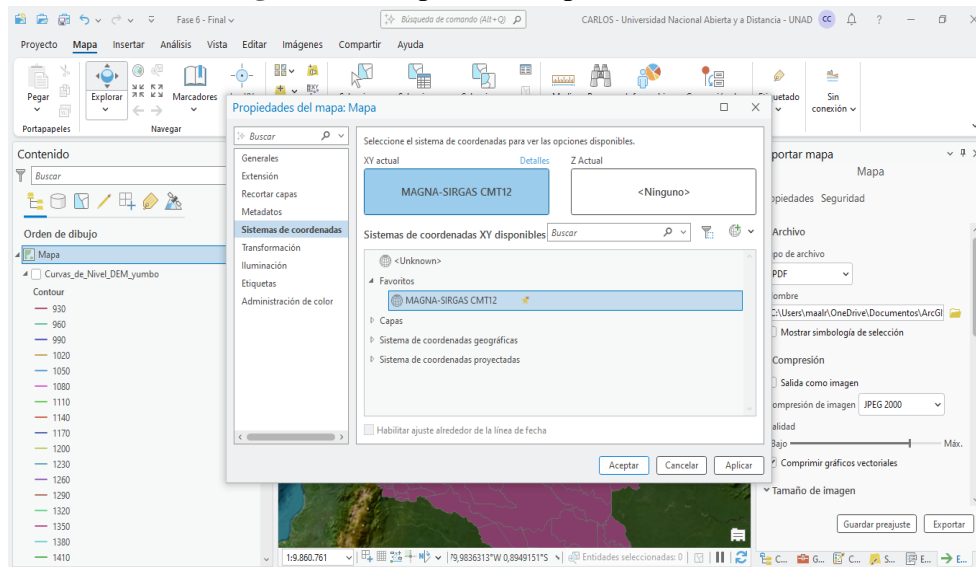 Fase 6 - Final
Búsqueda de comando (Alt+Q)
CARLOS - Universidad Nacional Abierta y a Distancia - UNAD
CC
?
Proyecto Mapa Insertar Análisis Vista Editar Imágenes Compartir Ayuda
Pegar
Explorar
Marcadores
Sin
conexión
Portapapeles
Navegar
Contenido
Buscar
Orden de dibujo
Mapa
Curvas_de_Nivel_DEM_yumbo
Contour
930
960
990
1020
1050
1080
1110
1140
1170
1200
1230
1260
1290
1320
1350
1380
1410
Propiedades del mapa: Mapa
Buscar
Generales
Extensión
Recortar capas
Metadatos
Sistemas de coordenadas
Transformación
Iluminación
Etiquetas
Administración de color
Seleccione el sistema de coordenadas para ver las opciones disponibles.
XY actual Detalles Z Actual
MAGNA-SIRGAS CMT12 <Ninguno>
Sistemas de coordenadas XY disponibles Buscar
<Unknown>
Favoritos
MAGNA-SIRGAS CMT12
Capas
Sistema de coordenadas geográficas
Sistema de coordenadas proyectadas
Habilitar ajuste alrededor de la línea de fecha
Aceptar Cancelar Aplicar
portar mapa
Mapa
opiedades Seguridad
Archivo
po de archivo
PDF
ombre
C:\Users\malr\OneDrive\Documentos\ArcGI
Mostrar simbología de selección
Compresión
Salida como imagen
ompresión de imagen JPEG 2000
alidad
Bajo Máx.
Comprimir gráficos vectoriales
Tamaño de imagen
Guardar preajuste Exportar
1:9.860.761
79,9836313"W 0,8949151"S
Entidades seleccionadas: 0
C... G... C... S... E... E...